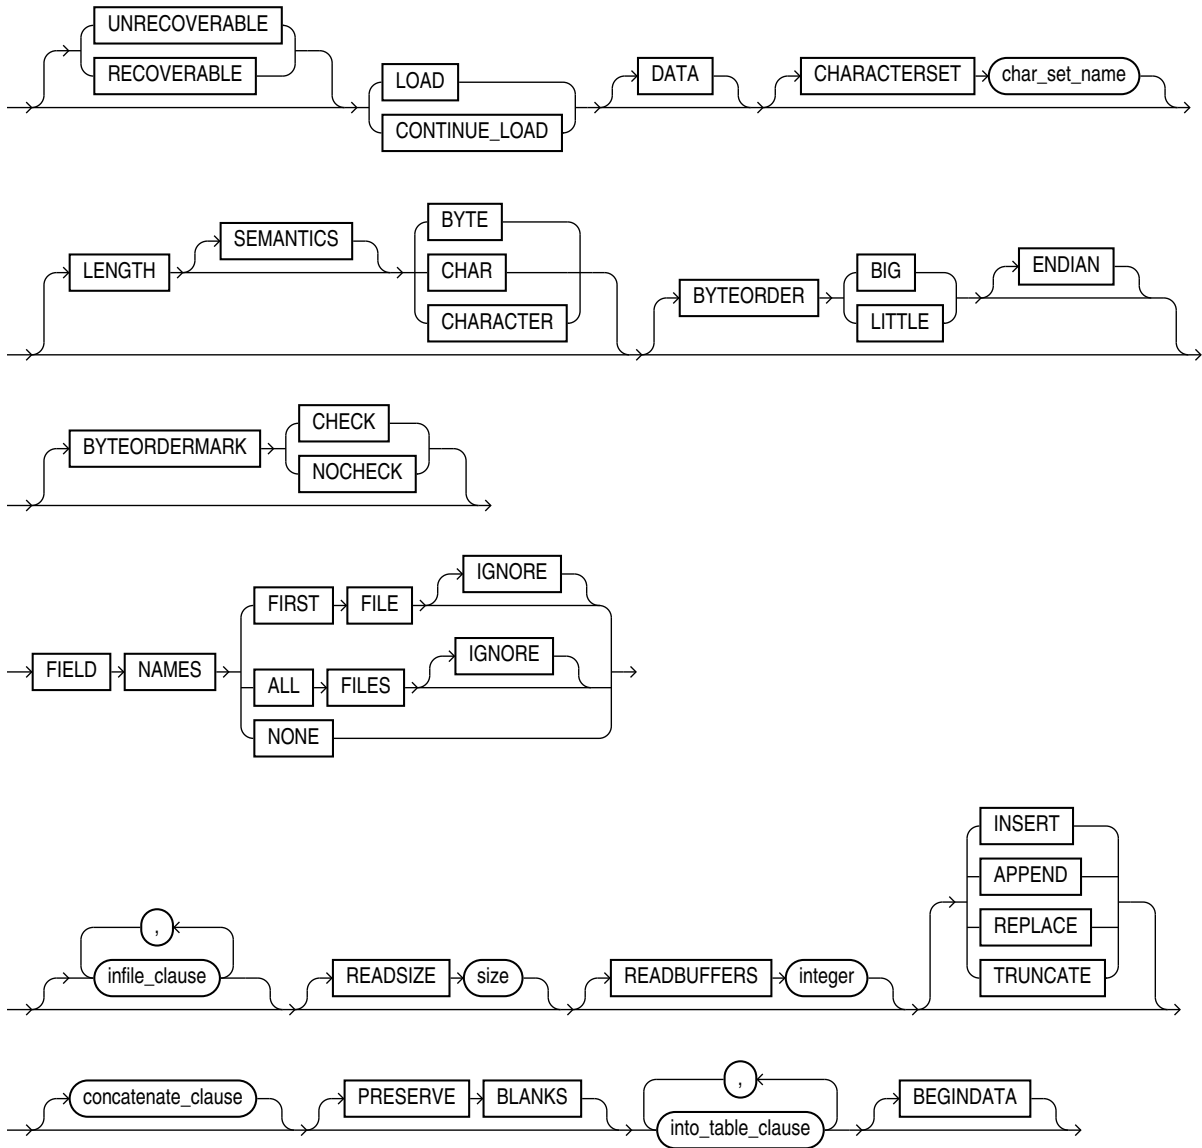 UNRECOVERABLE
RECOVERABLE
LOAD
CONTINUE_LOAD
DATA
CHARACTERSET char_set_name
LENGTH
SEMANTICS
BYTE
CHAR
CHARACTER
BYTEORDER
BIG
LITTLE
ENDIAN
BYTEORDERMARK
CHECK
NOCHECK
FIELD NAMES
FIRST FILE IGNORE
ALL FILES IGNORE
NONE
,
infile_clause
READSIZE size
READBUFFERS integer
INSERT
APPEND
REPLACE
TRUNCATE
concatenate_clause
PRESERVE BLANKS
,
into_table_clause
BEGINDATA